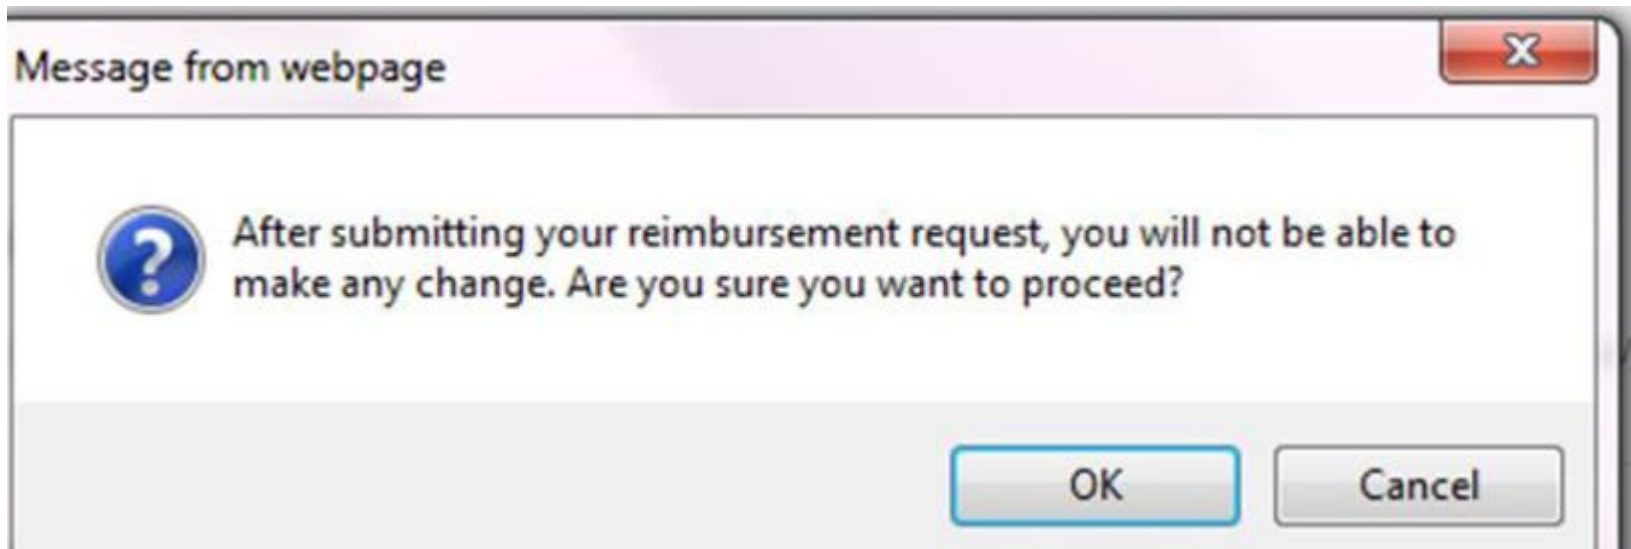 Message from webpage
After submitting your reimbursement request, you will not be able to
make any change. Are you sure you want to proceed?
OK Cancel